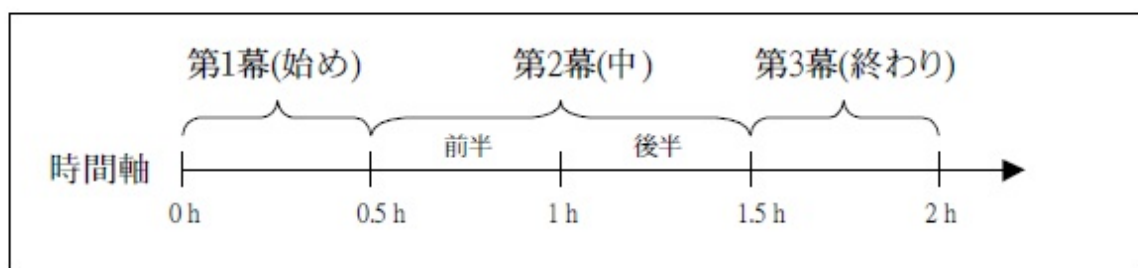 第1幕(始め) 第2幕(中) 第3幕(終わり)
前半 後半
時間軸
0 h 0.5 h 1 h 1.5 h 2 h